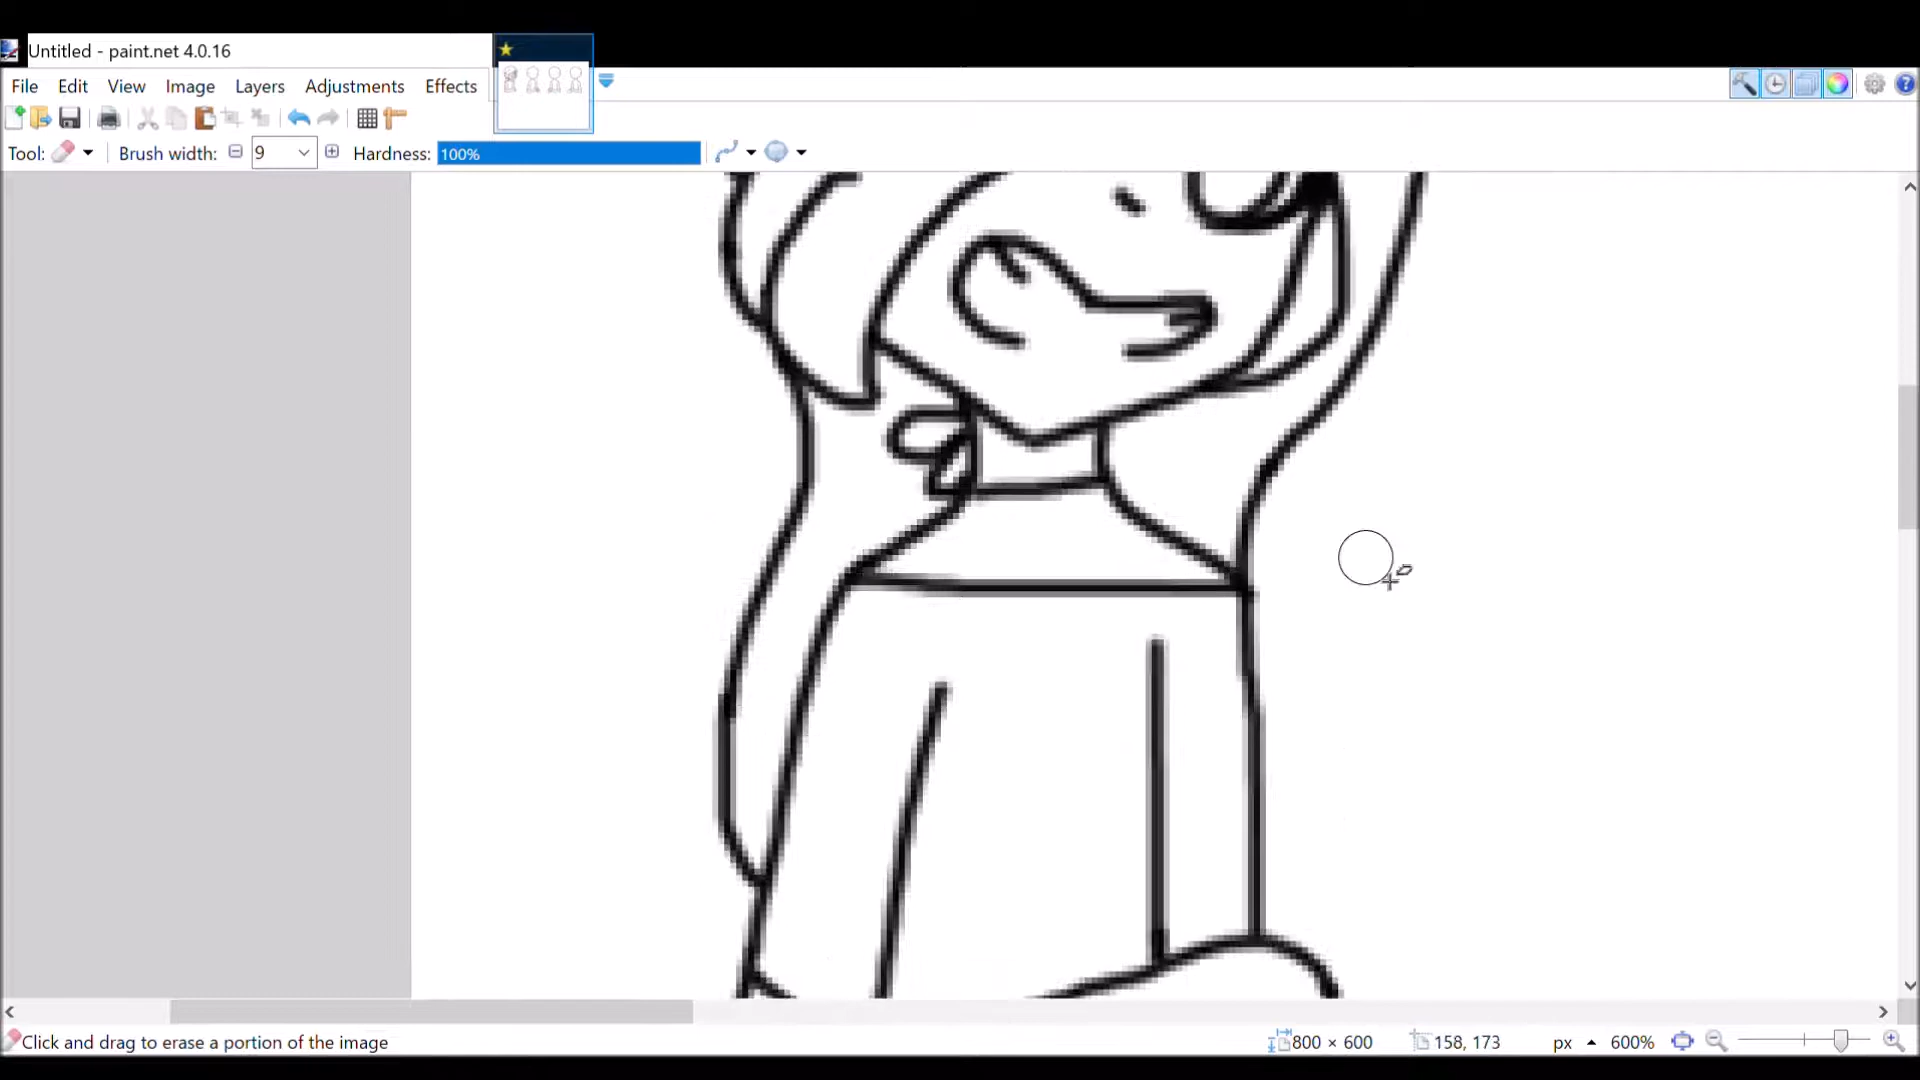 Untitled - paint.net 4.0.16
File Edit View Image Layers Adjustments Effects
Tool: Brush width: 9 Hardness: 100%
Click and drag to erase a portion of the image 800 × 600 158, 173 px 600%